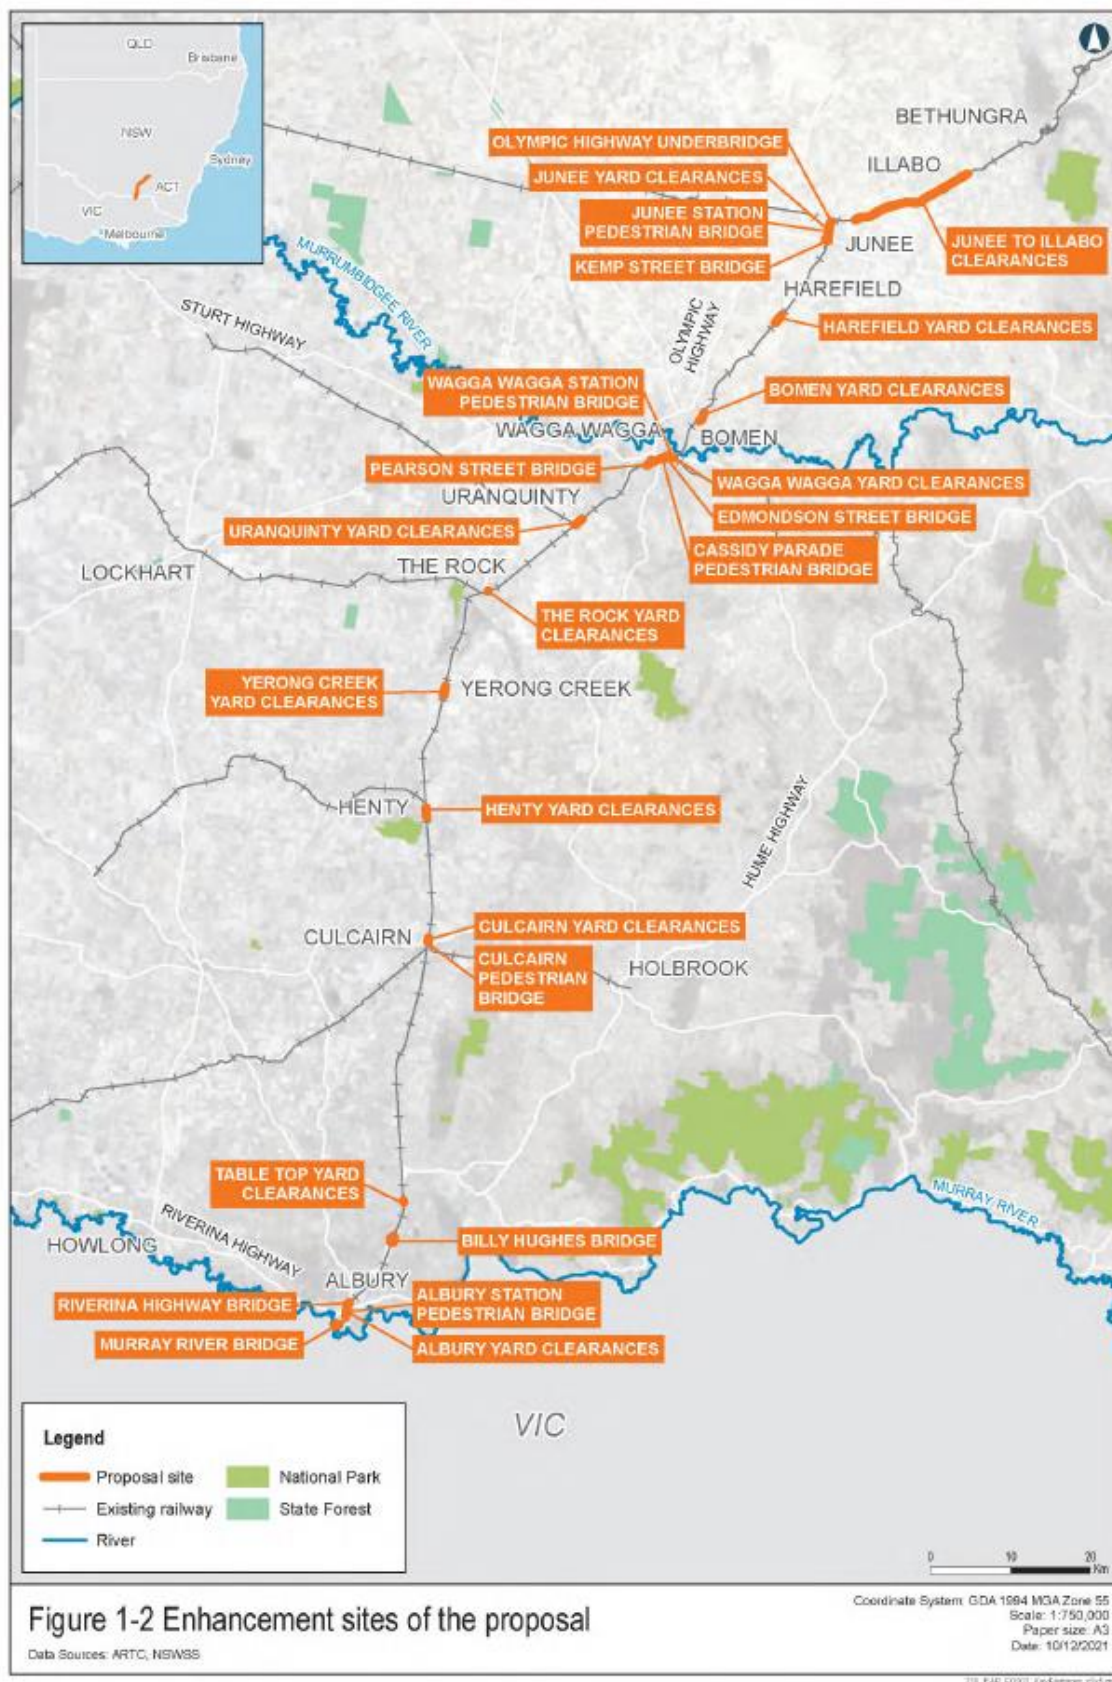 QLD
Brisbane
NSW
Sydney
ACT
VIC
Melbourne
BETHUNGRA
OLYMPIC HIGHWAY UNDERBRIDGE
ILLABO
JUNEE YARD CLEARANCES
JUNEE STATION
PEDESTRIAN BRIDGE
JUNEE
JUNEE TO ILLABO
CLEARANCES
KEMP STREET BRIDGE
MURRUMBIDGEE RIVER
HAREFIELD
STURT HIGHWAY
OLYMPIC
HIGHWAY
HAREFIELD YARD CLEARANCES
WAGGA WAGGA STATION
PEDESTRIAN BRIDGE
BOMEN YARD CLEARANCES
WAGGA WAGGA
BOMEN
PEARSON STREET BRIDGE
WAGGA WAGGA YARD CLEARANCES
URANQUINTY
EDMONDSON STREET BRIDGE
URANQUINTY YARD CLEARANCES
CASSIDY PARADE
PEDESTRIAN BRIDGE
LOCKHART
THE ROCK
THE ROCK YARD
CLEARANCES
YERONG CREEK
YARD CLEARANCES
YERONG CREEK
HENTY
HENTY YARD CLEARANCES
HUME HIGHWAY
CULCAIRN
CULCAIRN YARD CLEARANCES
CULCAIRN
PEDESTRIAN
BRIDGE
HOLBROOK
TABLE TOP YARD
CLEARANCES
MURRAY RIVER
RIVERINA HIGHWAY
HOWLONG
BILLY HUGHES BRIDGE
ALBURY
RIVERINA HIGHWAY BRIDGE
ALBURY STATION
PEDESTRIAN BRIDGE
MURRAY RIVER BRIDGE
ALBURY YARD CLEARANCES
VIC
Legend
Proposal site
National Park
Existing railway
State Forest
River
0 10 20
Km
Figure 1-2 Enhancement sites of the proposal
Data Sources: ARTC, NSWSS
Coordinate System: GDA 1994 MGA Zone 55
Scale: 1:750,000
Paper size: A3
Date: 10/12/2021